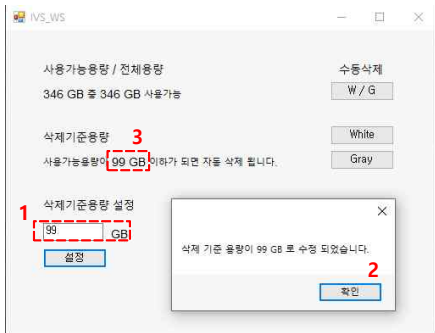 IVS_WS
사용가능용량 / 전체용량
수동삭제
346 GB 중 346 GB 사용가능
W / G
삭제기준용량
3
White
사용가능용량이 99 GB 이하가 되면 자동 삭제 됩니다.
Gray
삭제기준용량 설정
1
99 GB
설정
삭제 기준 용량이 99 GB 로 수정 되었습니다.
2
확인